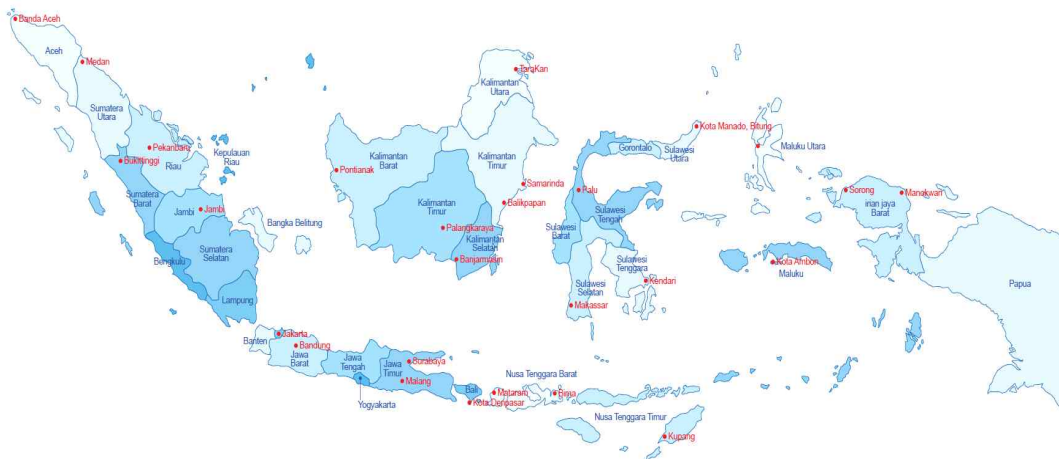 Banda Aceh
Aceh
Medan
Sumatera
Utara
Pekanbaru
Bukittinggi
Riau
Kepulauan
Riau
Sumatera
Barat
Jambi
Jambi
Bangka Belitung
Sumatera
Selatan
Bengkulu
Lampung
Banten
Jakarta
Bandung
Jawa
Barat
Jawa
Tengah
Yogyakarta
Jawa
Timur
Surabaya
Malang
Bali
Kota Denpasar
Mataram
Nusa Tenggara Barat
Binja
Nusa Tenggara Timur
Kupang
TaraKan
Kalimantan
Utara
Kalimantan
Barat
Pontianak
Kalimantan
Timur
Samarinda
Balikpapan
Kalimantan
Timur
Palangkaraya
Kalimantan
Selatan
Banjarmasin
Kota Manado, Bitung
Gorontalo
Sulawesi
Utara
Palu
Sulawesi
Tengah
Sulawesi
Barat
Sulawesi
Tenggara
Kendari
Sulawesi
Selatan
Makassar
Maluku Utara
Kota Ambon
Maluku
Sorong
Manokwari
irian jaya
Barat
Papua